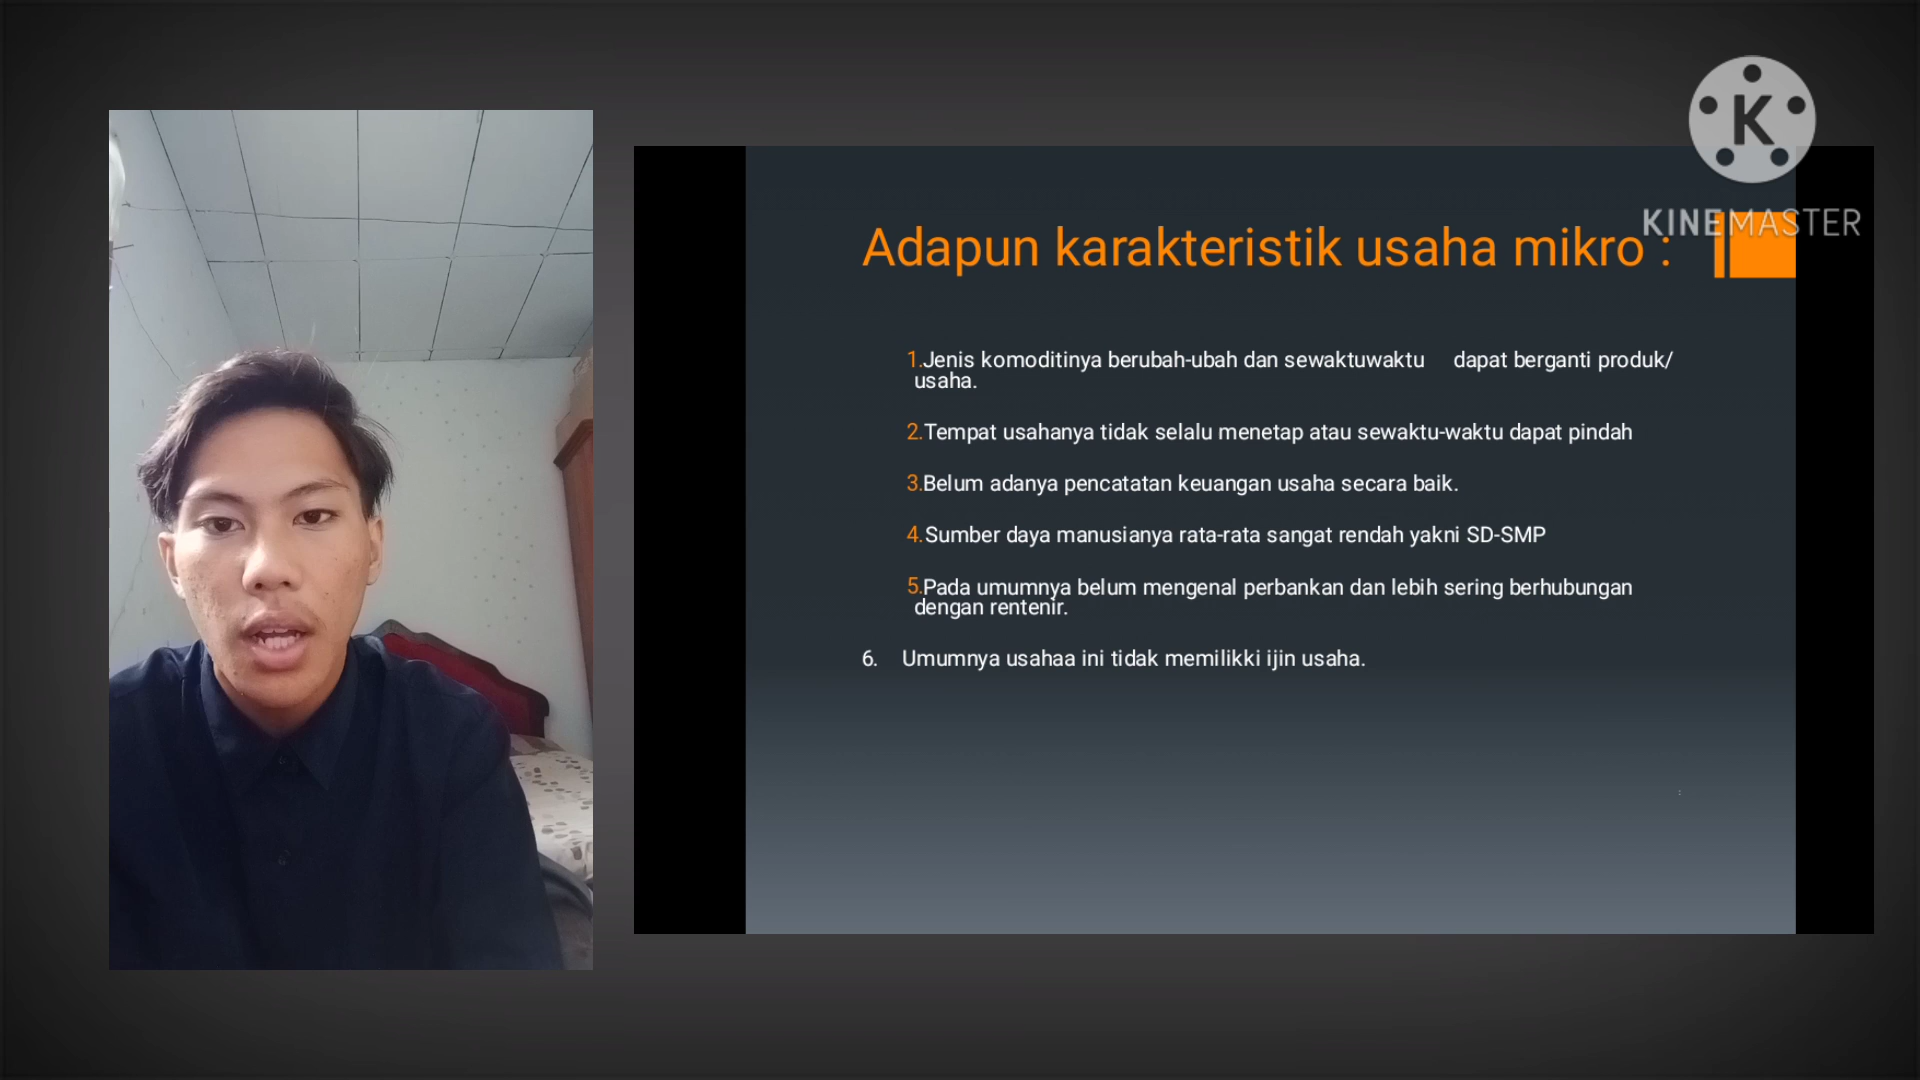 K
KINEMASTER
Adapun karakteristik usaha mikro :
1.Jenis komoditinya berubah-ubah dan sewaktuwaktu dapat berganti produk/
usaha.
2.Tempat usahanya tidak selalu menetap atau sewaktu-waktu dapat pindah
3.Belum adanya pencatatan keuangan usaha secara baik.
4.Sumber daya manusianya rata-rata sangat rendah yakni SD-SMP
5.Pada umumnya belum mengenal perbankan dan lebih sering berhubungan
dengan rentenir.
6. Umumnya usahaa ini tidak memilikki ijin usaha.